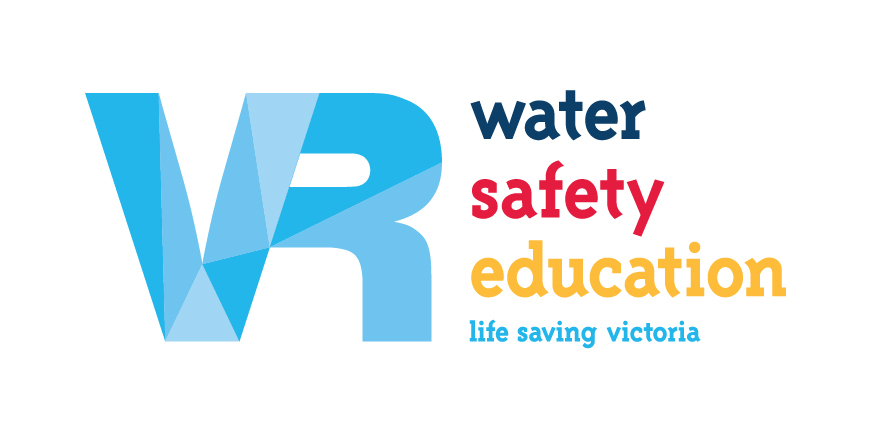 VR
water
safety
education
life saving victoria